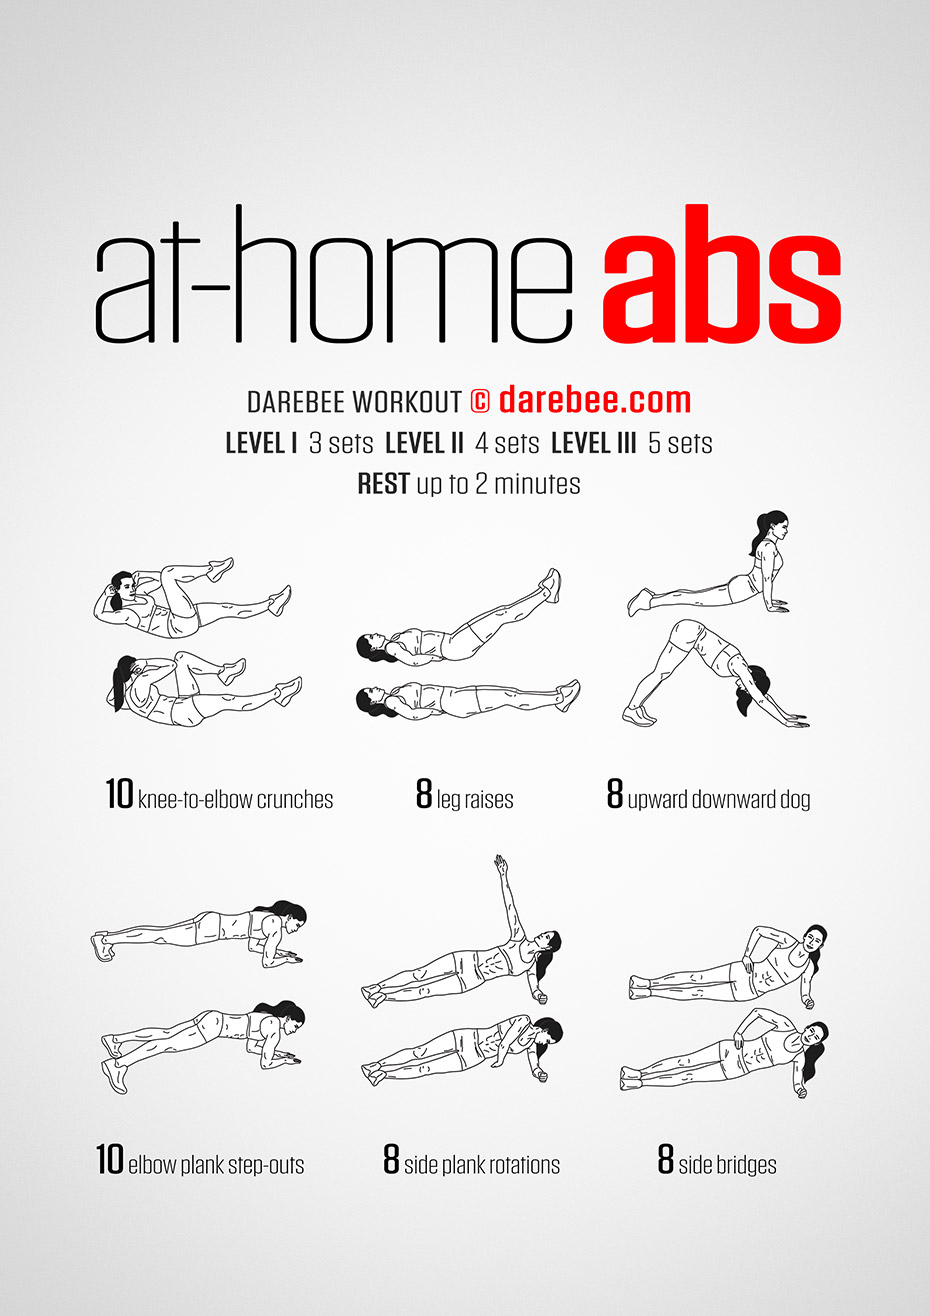 at-home abs
DAREBEE WORKOUT © darebee.com
LEVEL I 3 sets LEVEL II 4 sets LEVEL III 5 sets
REST up to 2 minutes
10 knee-to-elbow crunches
8 leg raises
8 upward downward dog
10 elbow plank step-outs
8 side plank rotations
8 side bridges